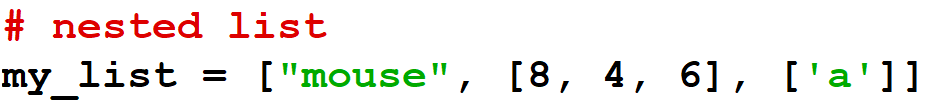 # nested list
my_list = ["mouse", [8, 4, 6], ['a']]